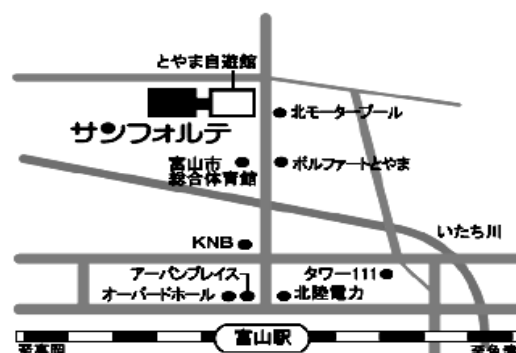 とやま自遊館
北モータープール
サンフォルテ
富山市
総合体育館
ボルファートとやま
いたち川
KNB
アーバンプレイス
タワー111
オーバードホール
北陸電力
富山駅
至高岡